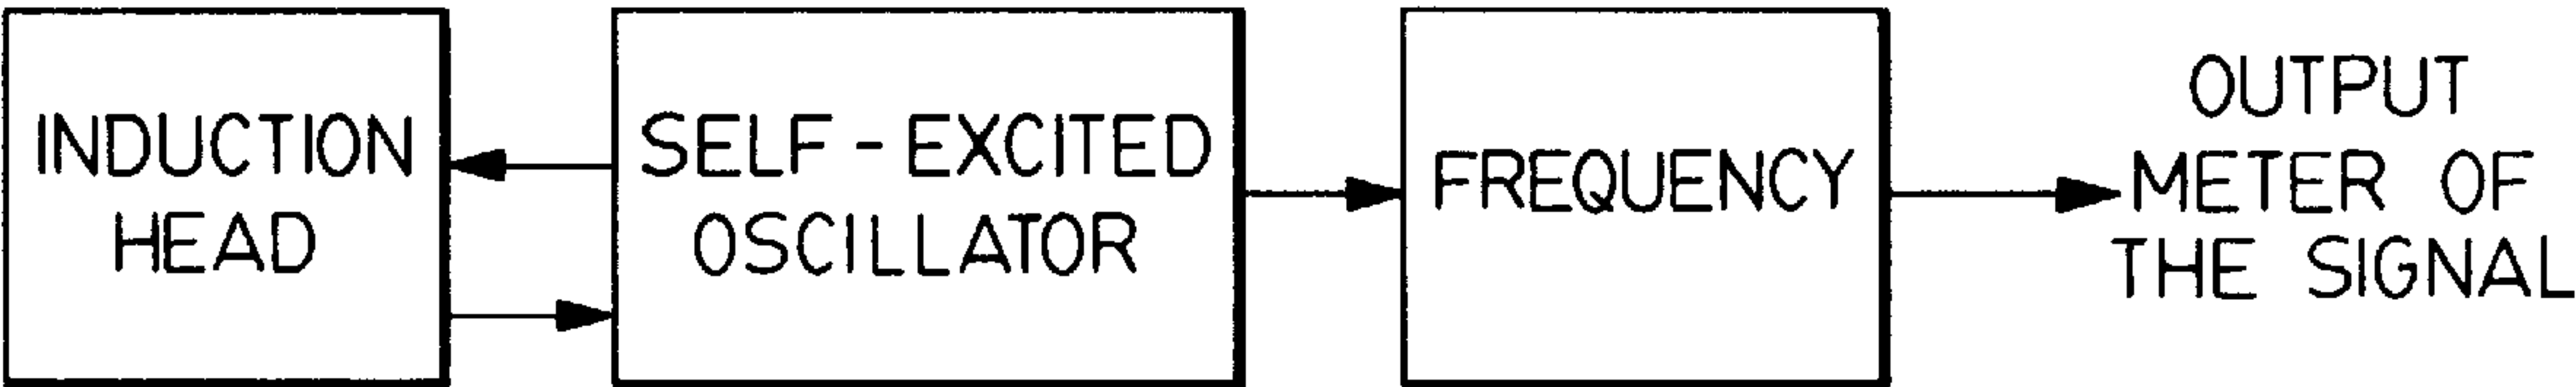 INDUCTION
HEAD
SELF - EXCITED
OSCILLATOR
FREQUENCY
OUTPUT
METER OF
THE SIGNAL